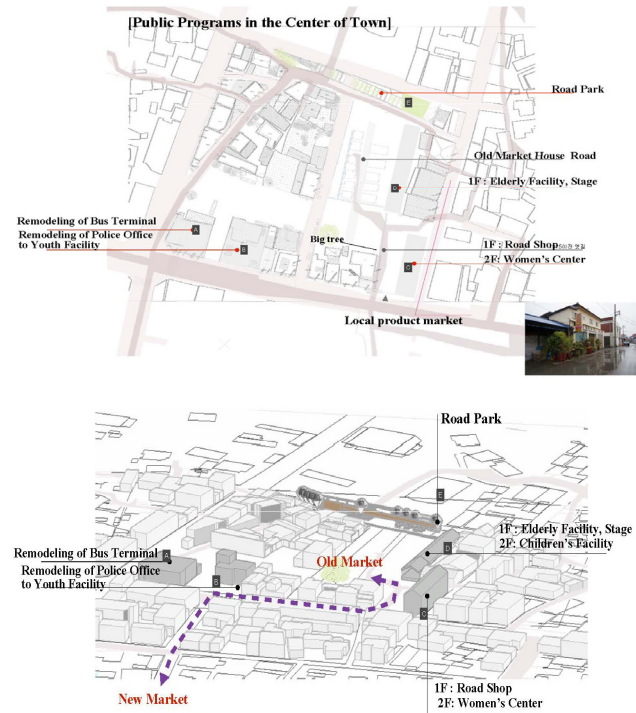 [Public Programs in the Center of Town]
Road Park
E
Old Market House Road
D
1F : Elderly Facility, Stage
Remodeling of Bus Terminal
A
Remodeling of Police Office
to Youth Facility
B
Big tree
1F : Road Shop
2F: Women's Center
C
Local product market
Road Park
E
1F : Elderly Facility, Stage
2F: Children's Facility
D
Remodeling of Bus Terminal
A
Remodeling of Police Office
to Youth Facility
B
Old Market
C
New Market
1F : Road Shop
2F: Women's Center